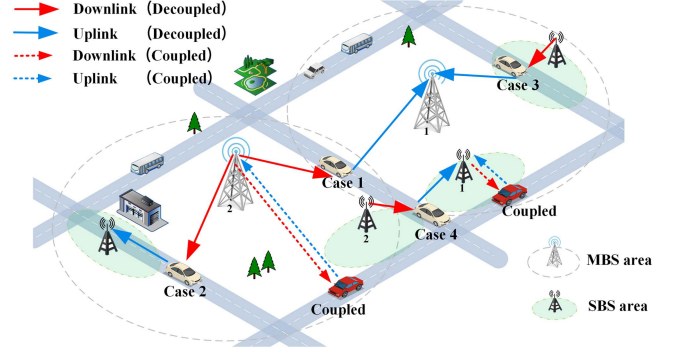 Downlink (Decoupled)
Uplink (Decoupled)
Downlink (Coupled)
Uplink (Coupled)
Case 3
1
Case 1
2
1
Coupled
2
Case 4
Case 2
Coupled
MBS area
SBS area